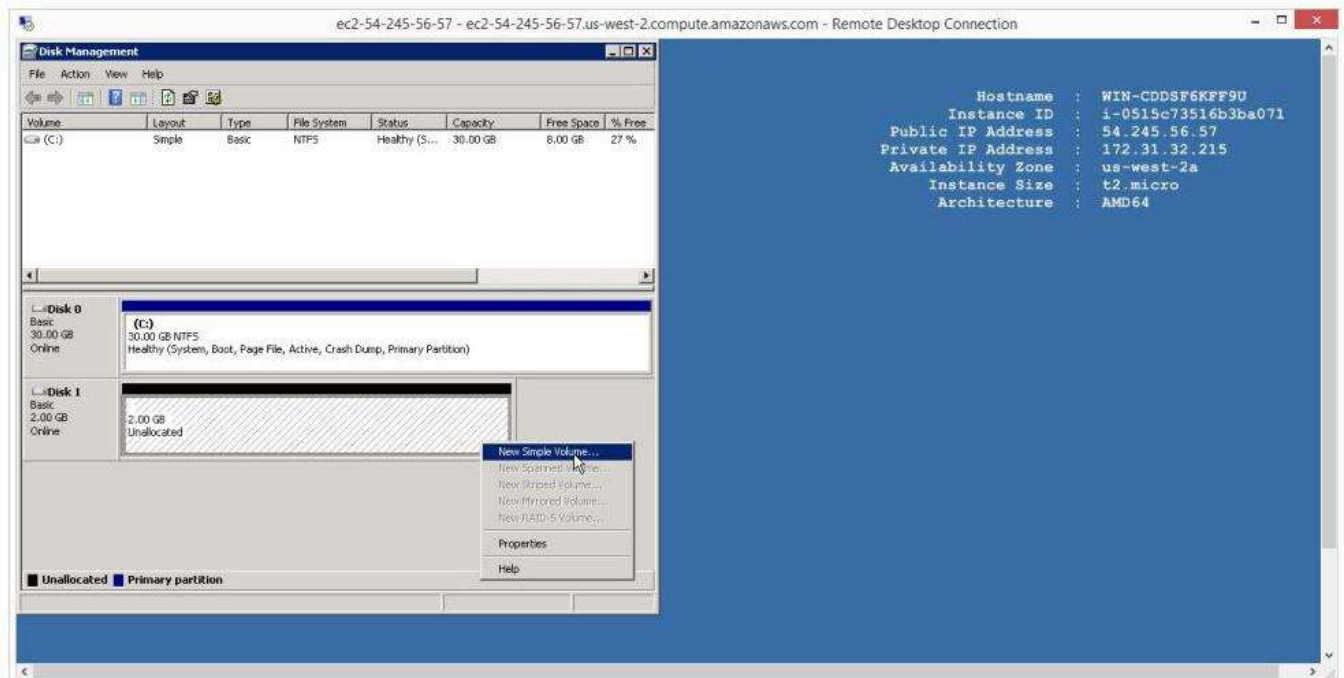 ec2-54-245-56-57 - ec2-54-245-56-57.us-west-2.compute.amazonaws.com - Remote Desktop Connection
Disk Management
File Action View Help
Volume Layout Type File System Status Capacity Free Space % Free
(C:) Simple Basic NTFS Healthy (S... 30.00 GB 8.00 GB 27 %
Hostname : WIN-CDDSF6KFF9U
Instance ID : i-0515c73516b3ba071
Public IP Address : 54.245.56.57
Private IP Address : 172.31.32.215
Availability Zone : us-west-2a
Instance Size : t2.micro
Architecture : AMD64
Disk 0
Basic
30.00 GB
Online
(C:)
30.00 GB NTFS
Healthy (System, Boot, Page File, Active, Crash Dump, Primary Partition)
Disk 1
Basic
2.00 GB
Online
2.00 GB
Unallocated
New Simple Volume...
New Spanned Volume...
New Striped Volume...
New Mirrored Volume...
New RAID-5 Volume...
Properties
Help
Unallocated Primary partition